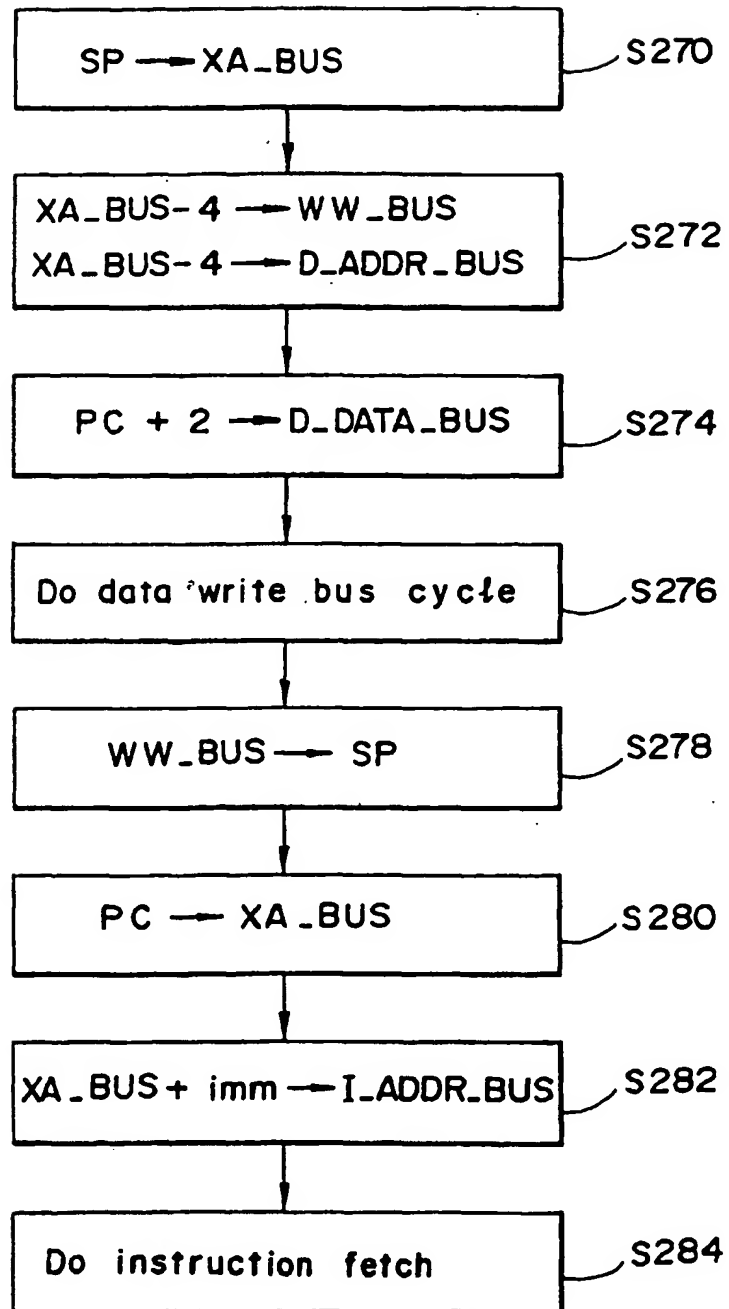 SP → XA_BUS
S270
XA_BUS-4 → WW_BUS
XA_BUS-4 → D_ADDR_BUS
S272
PC + 2 → D_DATA_BUS
S274
Do data write bus cycle
S276
WW_BUS → SP
S278
PC → XA_BUS
S280
XA_BUS + imm → I_ADDR_BUS
S282
Do instruction fetch
S284